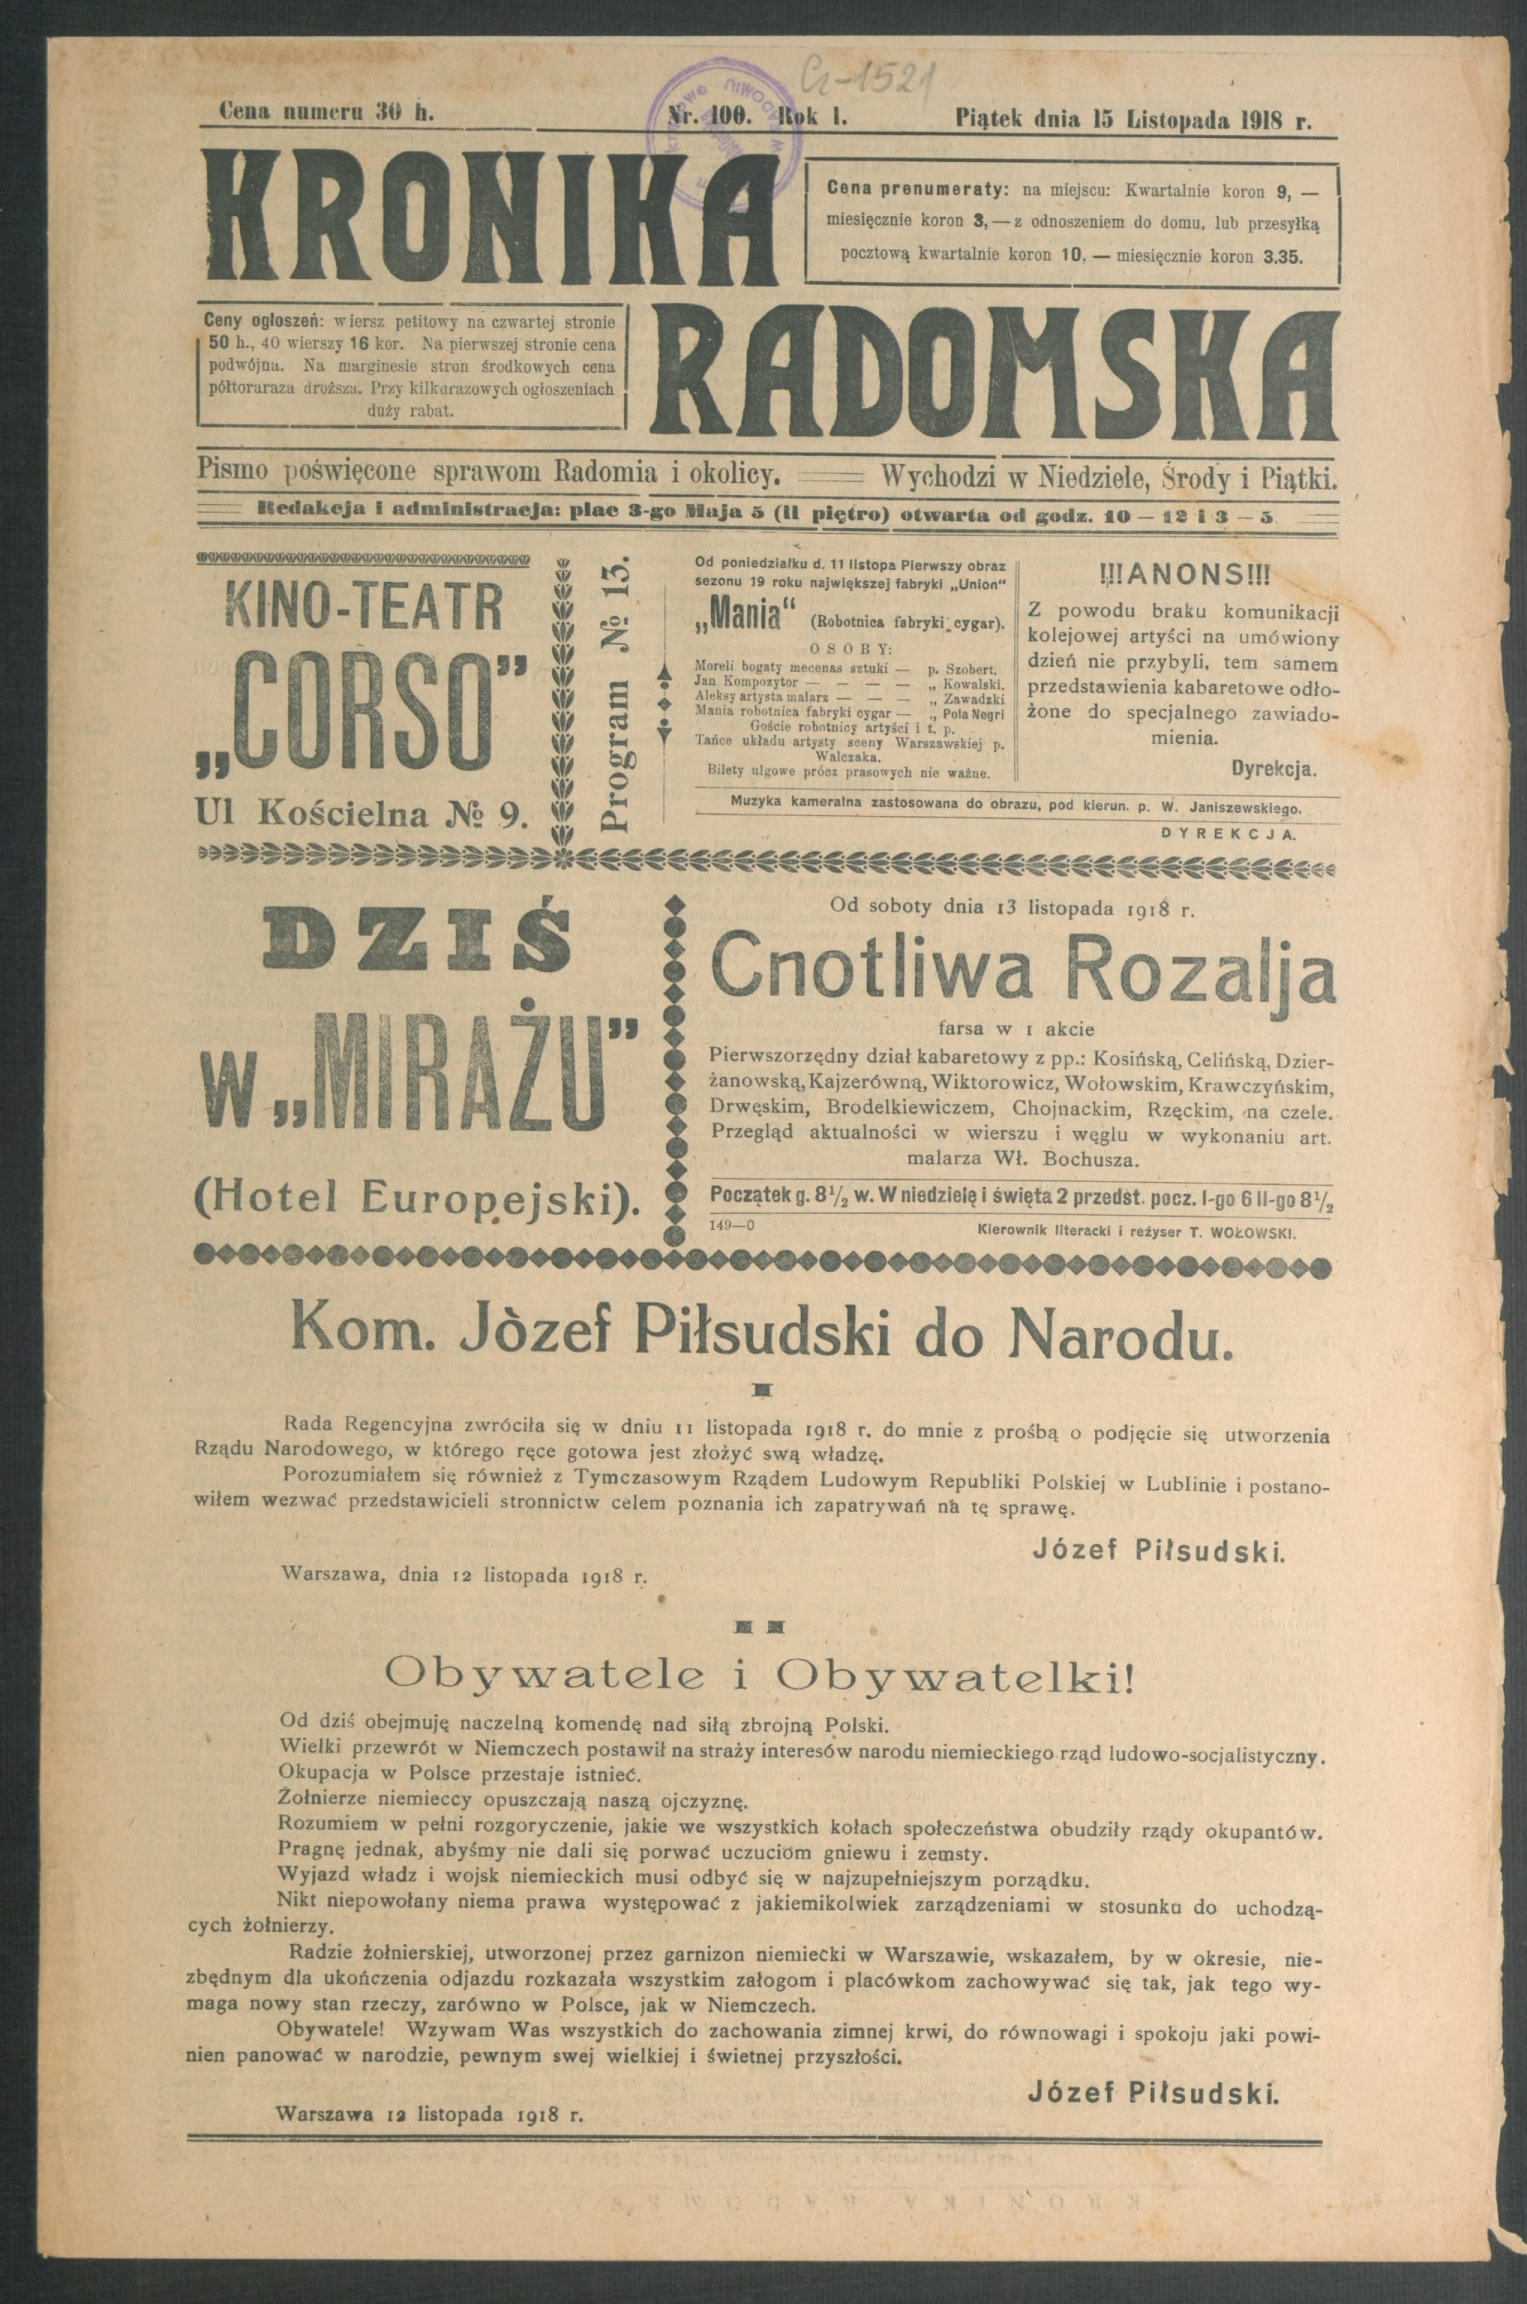 Cz-1521
Cena numeru 30 h.
Nr. 100. Rok I.
Piątek dnia 15 Listopada 1918 r.
KRONIKA
Cena prenumeraty: na miejscu: Kwartalnie koron 9, —
miesięcznie koron 3, — z odnoszeniem do domu, lub przesyłką
pocztową kwartalnie koron 10, — miesięcznie koron 3.35.
Ceny ogłoszeń: wiersz petitowy na czwartej stronie
50 h., 40 wierszy 16 kor. Na pierwszej stronie cena
podwójna. Na marginesie stron środkowych cena
półtoraraza droższa. Przy kilkurazowych ogłoszeniach
duży rabat.
RADOMSKA
Pismo poświęcone sprawom Radomia i okolicy. Wychodzi w Niedziele, Środy i Piątki.
Redakcja i administracja: plac 3-go Maja 5 (II piętro) otwarta od godz. 10 — 12 i 3 — 5
KINO-TEATR
„CORSO”
Ul Kościelna № 9.
Program № 13.
Od poniedziałku d. 11 listopa Pierwszy obraz
sezonu 19 roku największej fabryki „Union“
„Mania“ (Robotnica fabryki cygar).
OSOBY:
Moreli bogaty mecenas sztuki — p. Szobert.
Jan Kompozytor — — — — „ Kowalski.
Aleksy artysta malarz — — — „ Zawadzki
Mania robotnica fabryki cygar — „ Pola Negri
Goście robotnicy artyści i t. p.
Tańce układu artysty sceny Warszawskiej p.
Walczaka.
Bilety ulgowe prócz prasowych nie ważne.
!!!ANONS!!!
Z powodu braku komunikacji
kolejowej artyści na umówiony
dzień nie przybyli, tem samem
przedstawienia kabaretowe odło-
żone do specjalnego zawiado-
mienia.
Dyrekcja.
Muzyka kameralna zastosowana do obrazu, pod kierun. p. W. Janiszewskiego.
DYREKCJA.
DZIŚ
w „MIRAŻU”
(Hotel Europejski).
Od soboty dnia 13 listopada 1918 r.
Cnotliwa Rozalja
farsa w 1 akcie
Pierwszorzędny dział kabaretowy z pp.: Kosińską, Celińską, Dzier-
żanowską, Kajzerówną, Wiktorowicz, Wołowskim, Krawczyńskim,
Drwęskim, Brodelkiewiczem, Chojnackim, Rzęckim, na czele.
Przegląd aktualności w wierszu i węglu w wykonaniu art.
malarza Wł. Bochusza.
Początek g. 8½ w. W niedzielę i święta 2 przedst. pocz. I-go 6 II-go 8½
149—0
Kierownik literacki i reżyser T. WOŁOWSKI.
Kom. Jòzef Piłsudski do Narodu.
Rada Regencyjna zwróciła się w dniu 11 listopada 1918 r. do mnie z prośbą o podjęcie się utworzenia
Rządu Narodowego, w którego ręce gotowa jest złożyć swą władzę.
Porozumiałem się również z Tymczasowym Rządem Ludowym Republiki Polskiej w Lublinie i postano-
wiłem wezwać przedstawicieli stronnictw celem poznania ich zapatrywań na tę sprawę.
Józef Piłsudski.
Warszawa, dnia 12 listopada 1918 r.
Obywatele i Obywatelki!
Od dziś obejmuję naczelną komendę nad siłą zbrojną Polski.
Wielki przewrót w Niemczech postawił na straży interesów narodu niemieckiego rząd ludowo-socjalistyczny.
Okupacja w Polsce przestaje istnieć.
Żołnierze niemieccy opuszczają naszą ojczyznę.
Rozumiem w pełni rozgoryczenie, jakie we wszystkich kołach społeczeństwa obudziły rządy okupantów.
Pragnę jednak, abyśmy nie dali się porwać uczuciom gniewu i zemsty.
Wyjazd władz i wojsk niemieckich musi odbyć się w najzupełniejszym porządku.
Nikt niepowołany niema prawa występować z jakiemikolwiek zarządzeniami w stosunku do uchodzą-
cych żołnierzy.
Radzie żołnierskiej, utworzonej przez garnizon niemiecki w Warszawie, wskazałem, by w okresie, nie-
zbędnym dla ukończenia odjazdu rozkazała wszystkim załogom i placówkom zachowywać się tak, jak tego wy-
maga nowy stan rzeczy, zarówno w Polsce, jak w Niemczech.
Obywatele! Wzywam Was wszystkich do zachowania zimnej krwi, do równowagi i spokoju jaki powi-
nien panować w narodzie, pewnym swej wielkiej i świetnej przyszłości.
Józef Piłsudski.
Warszawa 12 listopada 1918 r.